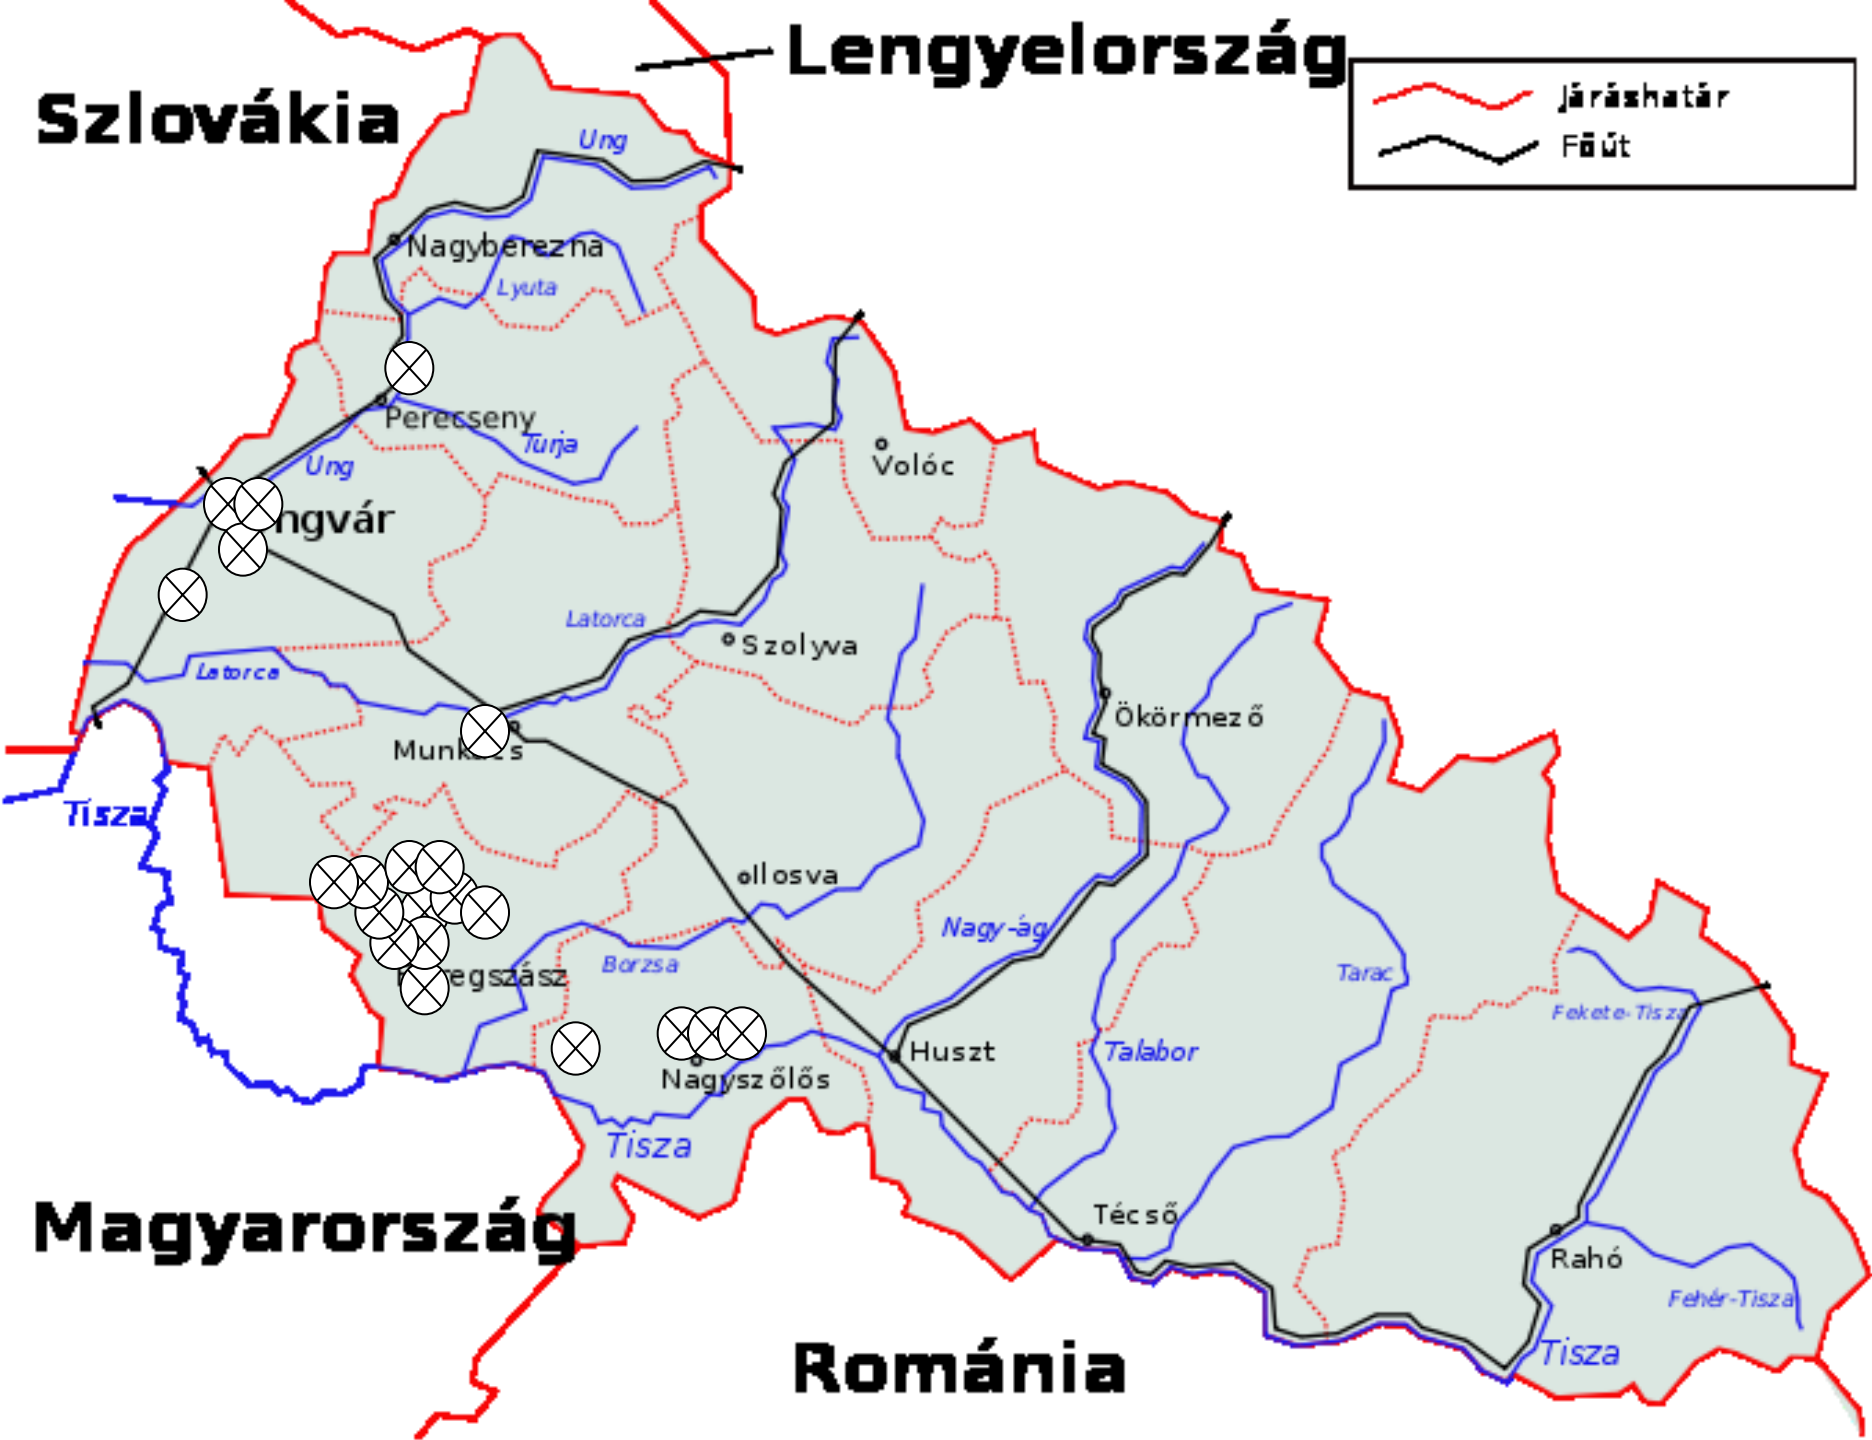 Lengyelország
Szlovákia
Járáshatár
Főút
Ung
Nagyberezna
Lyuta
Perecseny
Turja
Ung
Volóc
ngvár
Latorca
Szolyva
Latorca
Ökörmező
Tisza
Ilosva
Nagy-ág
Borzsa
Tarac
Fekete-Tisza
Huszt
Talabor
Nagyszőlős
Tisza
Magyarország
Técső
Rahó
Fehér-Tisza
Tisza
Románia